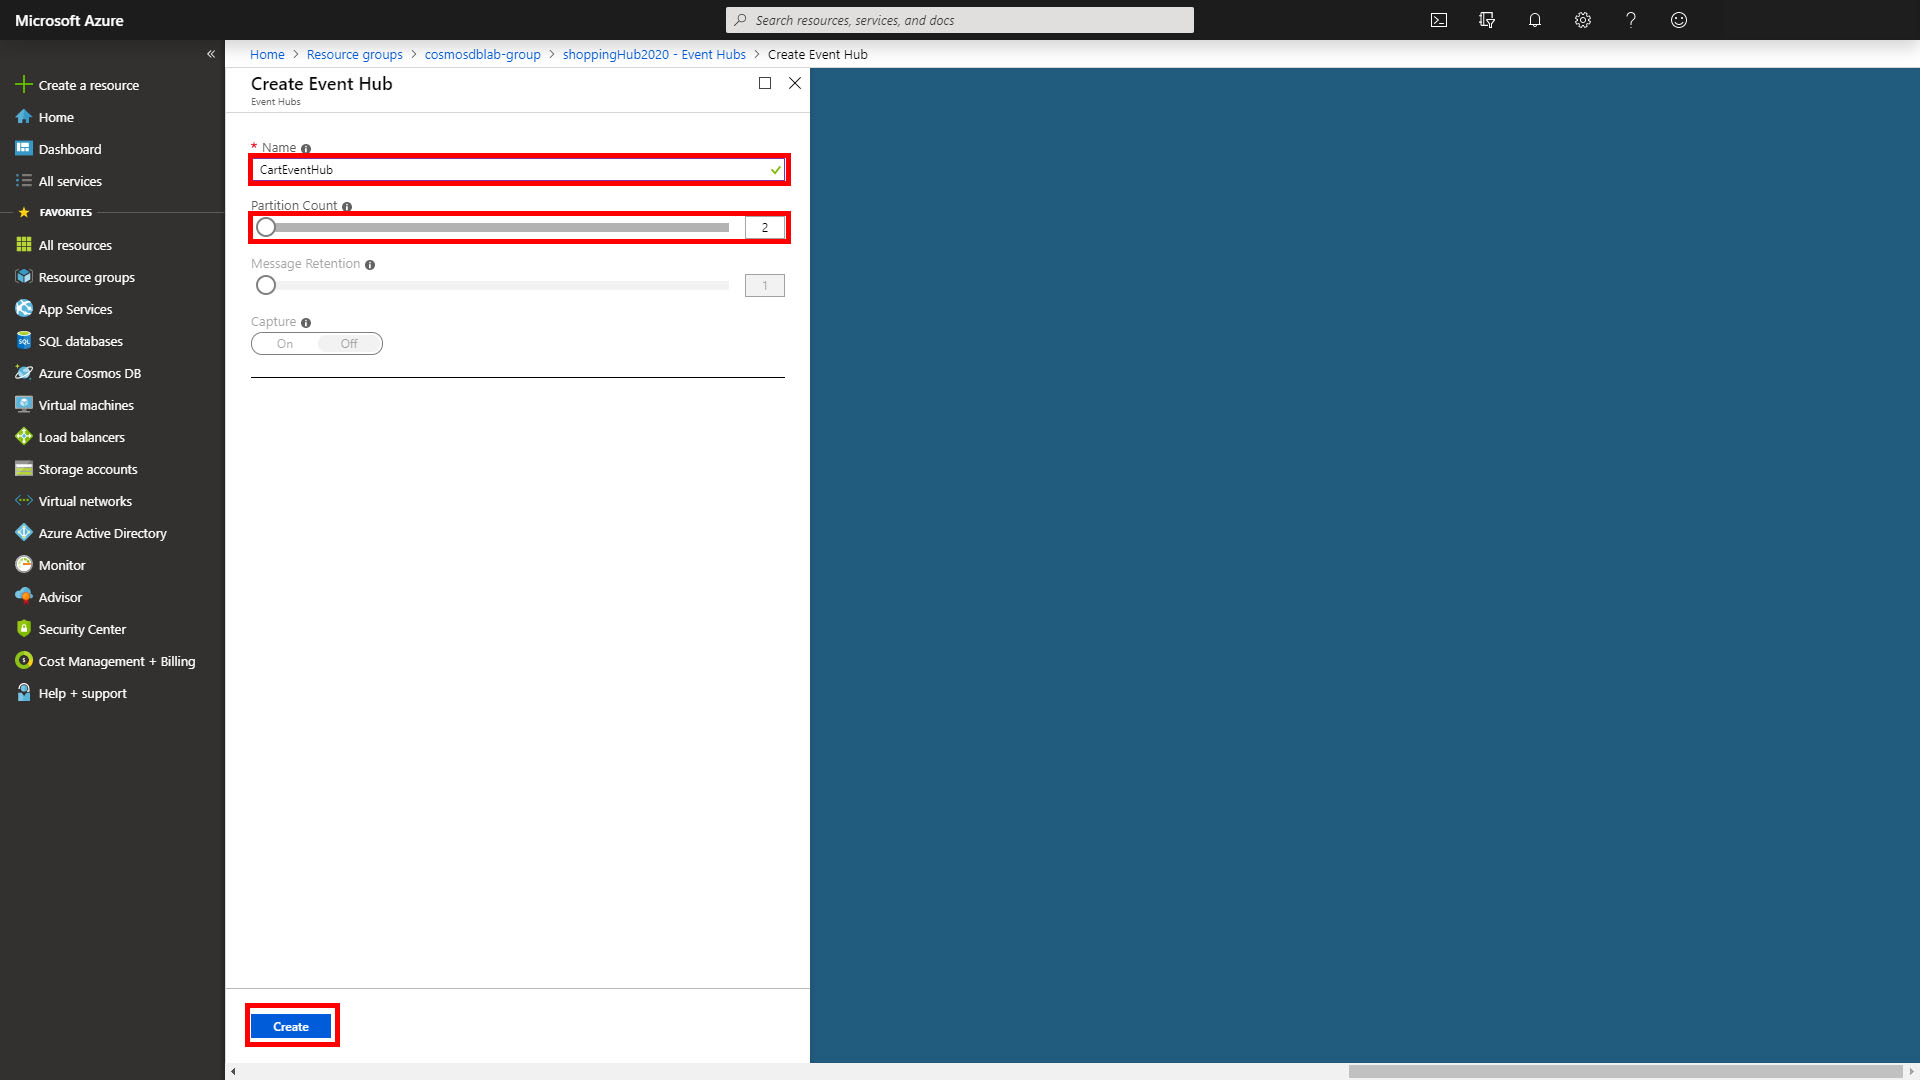 Microsoft Azure
Search resources, services, and docs
Home > Resource groups > cosmosdblab-group > shoppingHub2020 - Event Hubs > Create Event Hub
Create a resource
Home
Dashboard
All services
FAVORITES
All resources
Resource groups
App Services
SQL databases
Azure Cosmos DB
Virtual machines
Load balancers
Storage accounts
Virtual networks
Azure Active Directory
Monitor
Advisor
Security Center
Cost Management + Billing
Help + support
Create Event Hub
Event Hubs
* Name
CartEventHub
Partition Count
2
Message Retention
1
Capture
On Off
Create